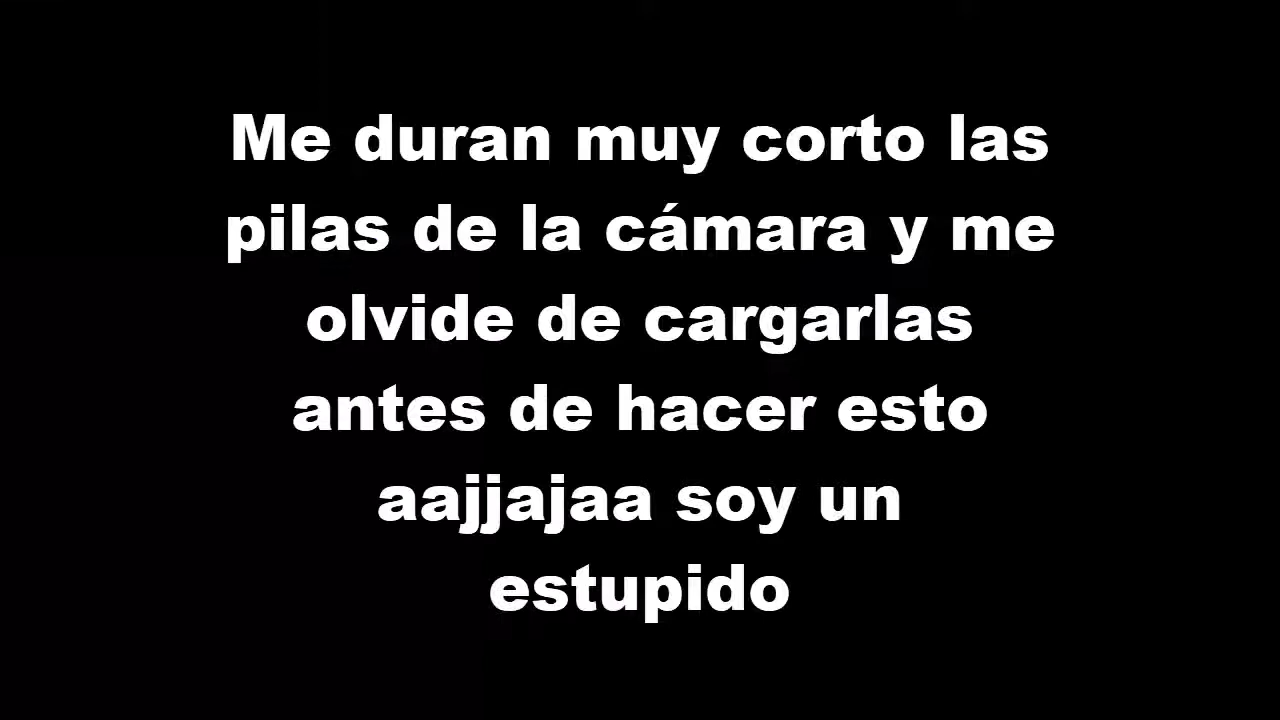 Me duran muy corto las
pilas de la cámara y me
olvide de cargarlas
antes de hacer esto
aajjajaa soy un
estupido